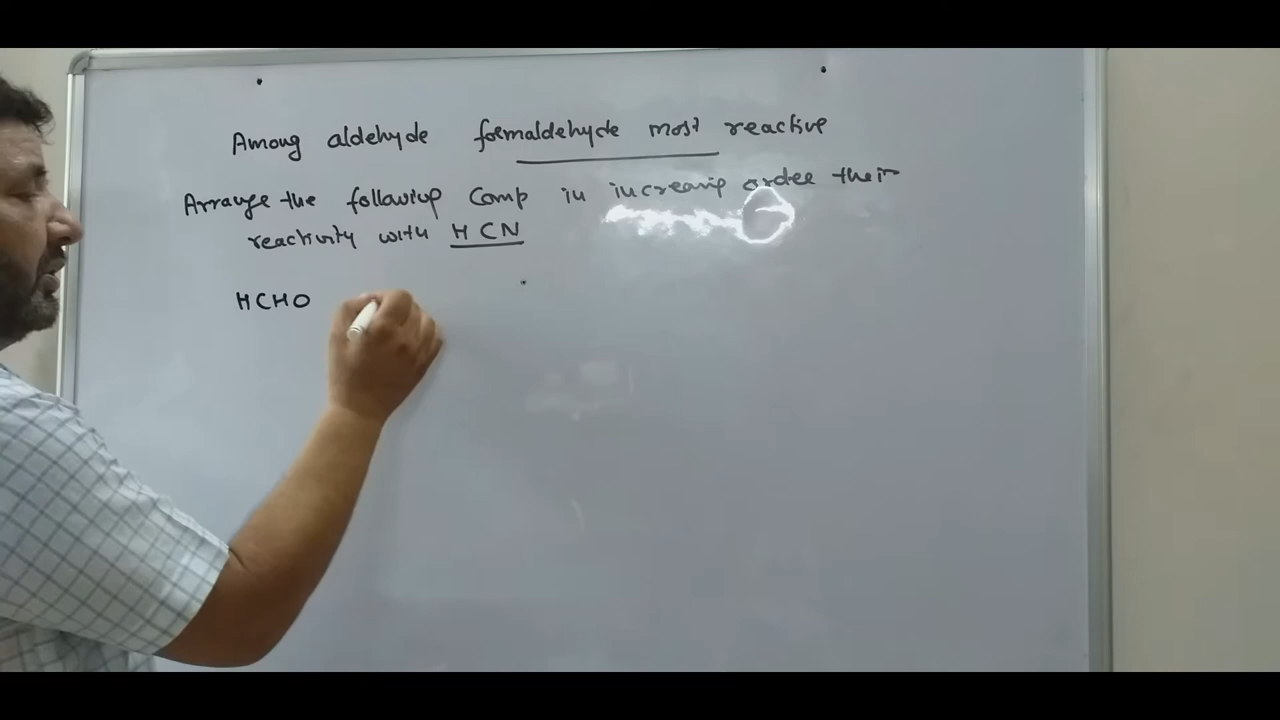 Among aldehyde formaldehyde most reactive
Arrange the following Comp in increasing order their
reactivity with HCN
HCHO